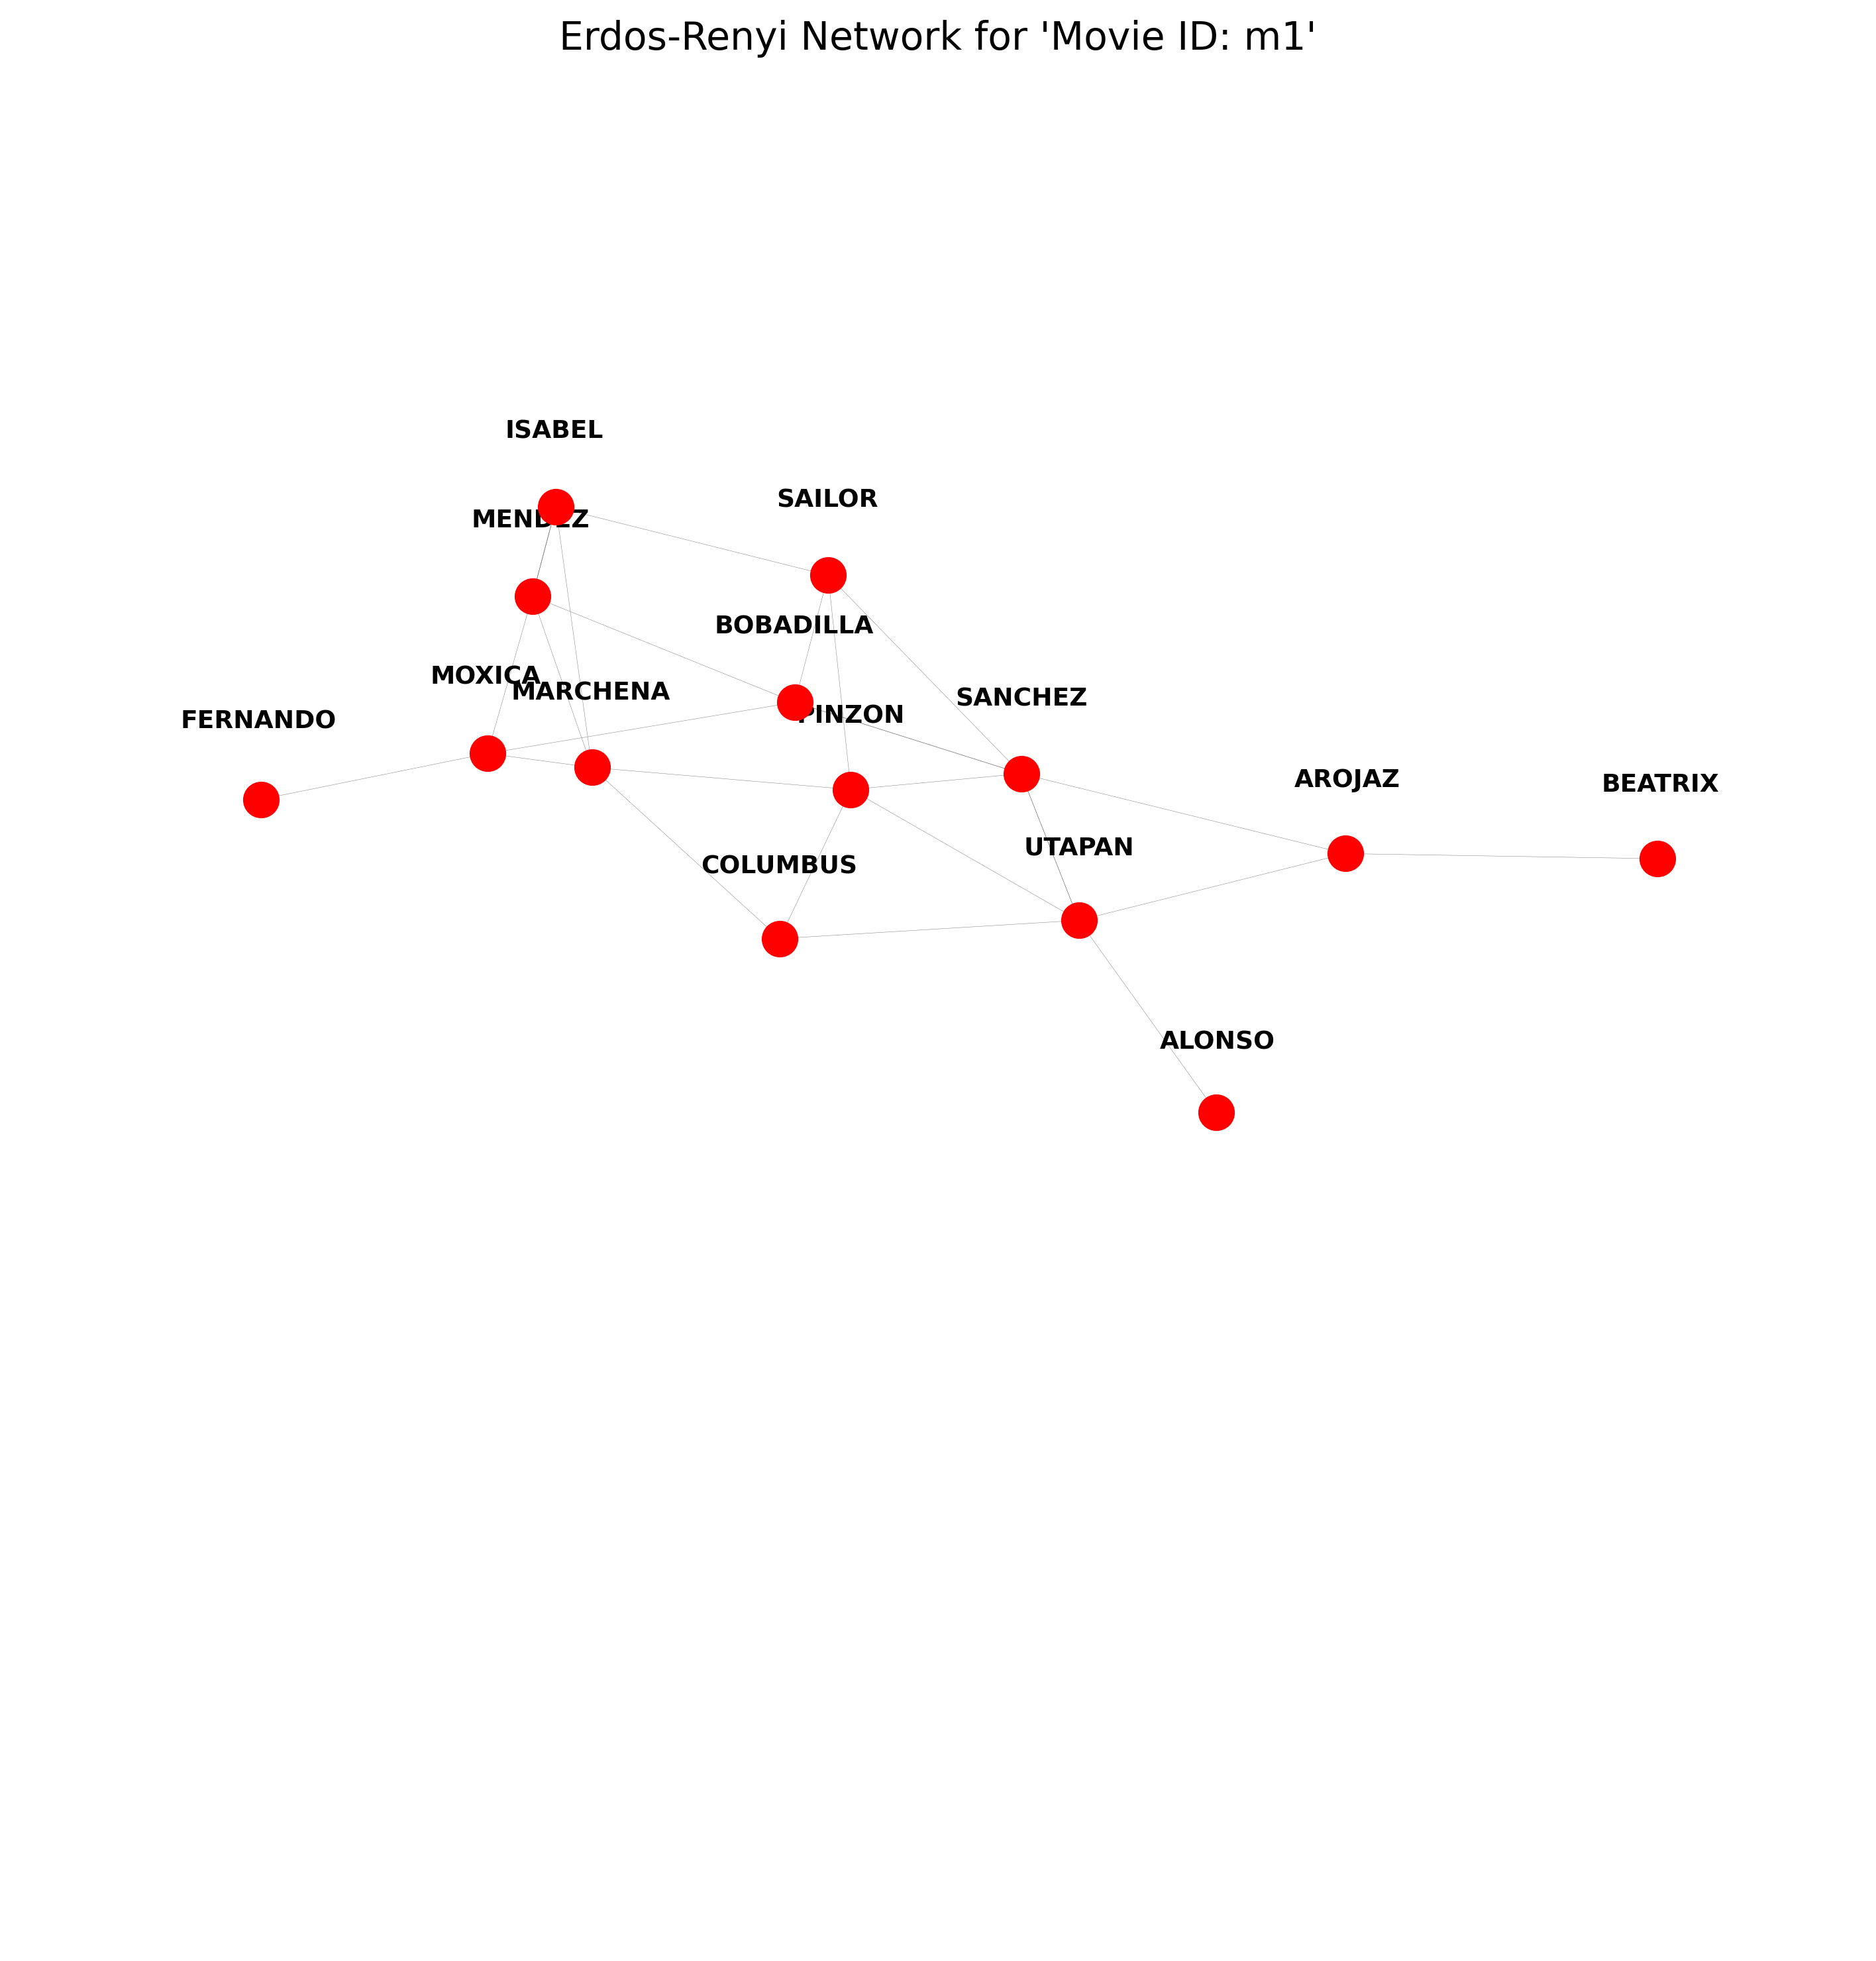 Erdos-Renyi Network for 'Movie ID: m1'
ISABEL
SAILOR
MENDEZ
BOBADILLA
MOXICA
MARCHENA
SANCHEZ
PINZON
FERNANDO
AROJAZ
BEATRIX
UTAPAN
COLUMBUS
ALONSO